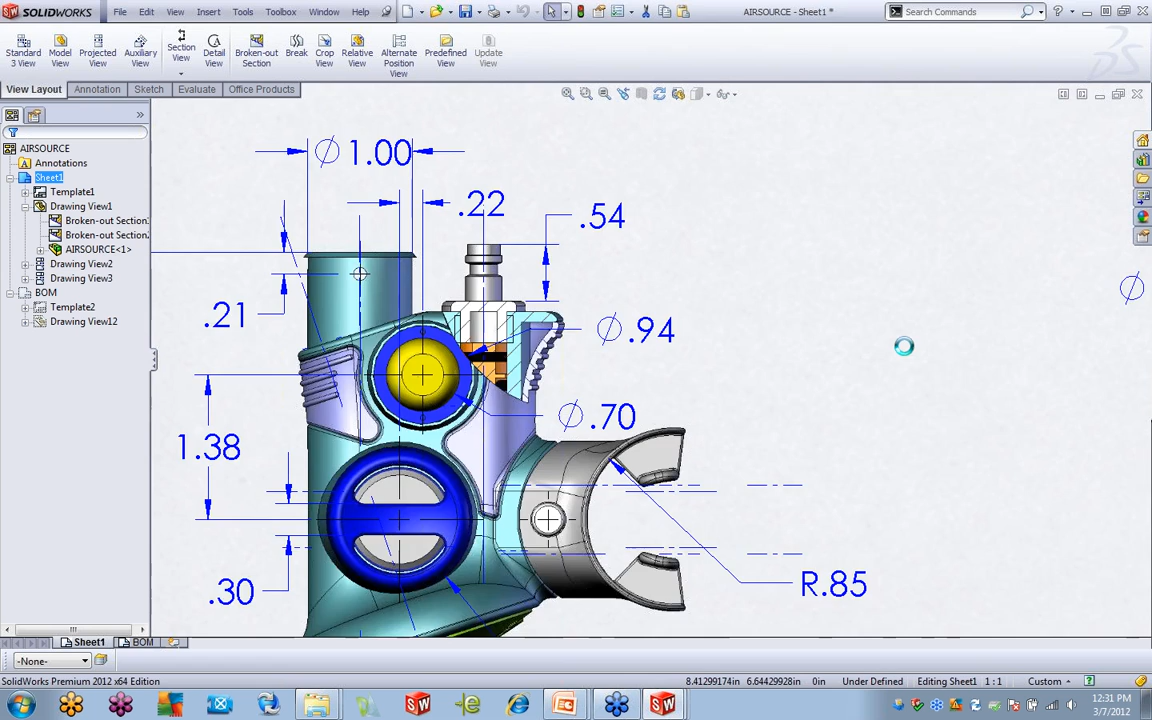 SOLIDWORKS
File Edit View Insert Tools Toolbox Window Help
AIRSOURCE - Sheet1 *
Search Commands
Standard 3 View
Model View
Projected View
Auxiliary View
Section View
Detail View
Broken-out Section
Break
Crop View
Relative View
Alternate Position View
Predefined View
Update View
View Layout Annotation Sketch Evaluate Office Products
AIRSOURCE
Annotations
Sheet1
Template1
Drawing View1
Broken-out Section
Broken-out Section
AIRSOURCE<1>
Drawing View2
Drawing View3
BOM
Template2
Drawing View12
∅ 1.00
.22
.54
.21
∅ .94
∅ .70
1.38
.30
R.85
∅
Sheet1 BOM
-None-
SolidWorks Premium 2012 x64 Edition
8.41299174in 6.64429928in 0in Under Defined Editing Sheet1 1 : 1 Custom
12:31 PM
3/7/2012